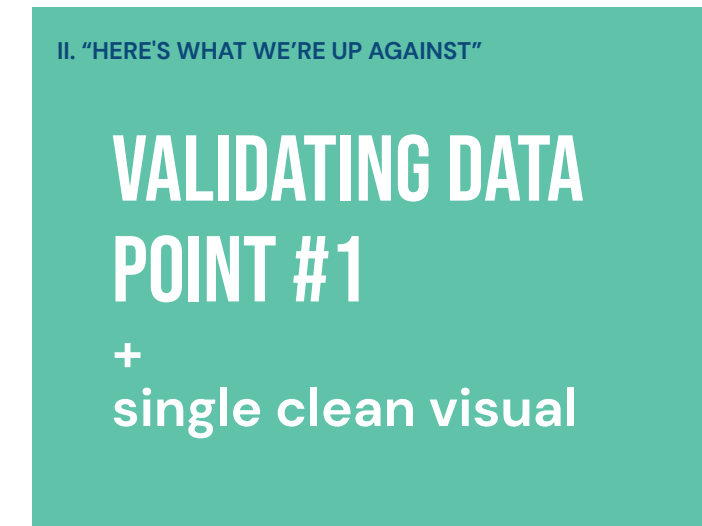 II. “HERE'S WHAT WE’RE UP AGAINST”
VALIDATING DATA
POINT #1
+
single clean visual